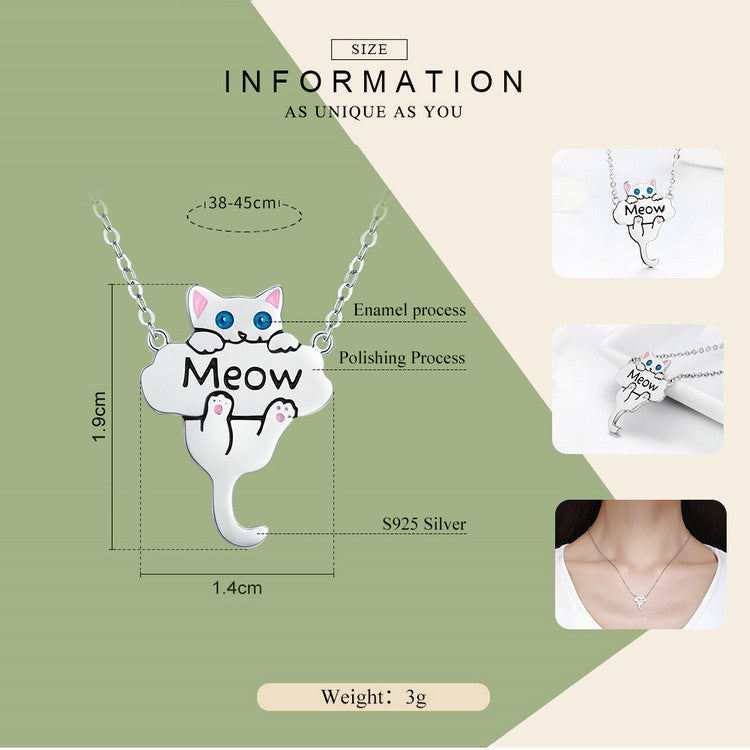 SIZE
INFORMATION
AS UNIQUE AS YOU
38-45cm
Enamel process
Polishing Process
Meow
1.9cm
S925 Silver
1.4cm
Weight: 3g
Meow
Meow